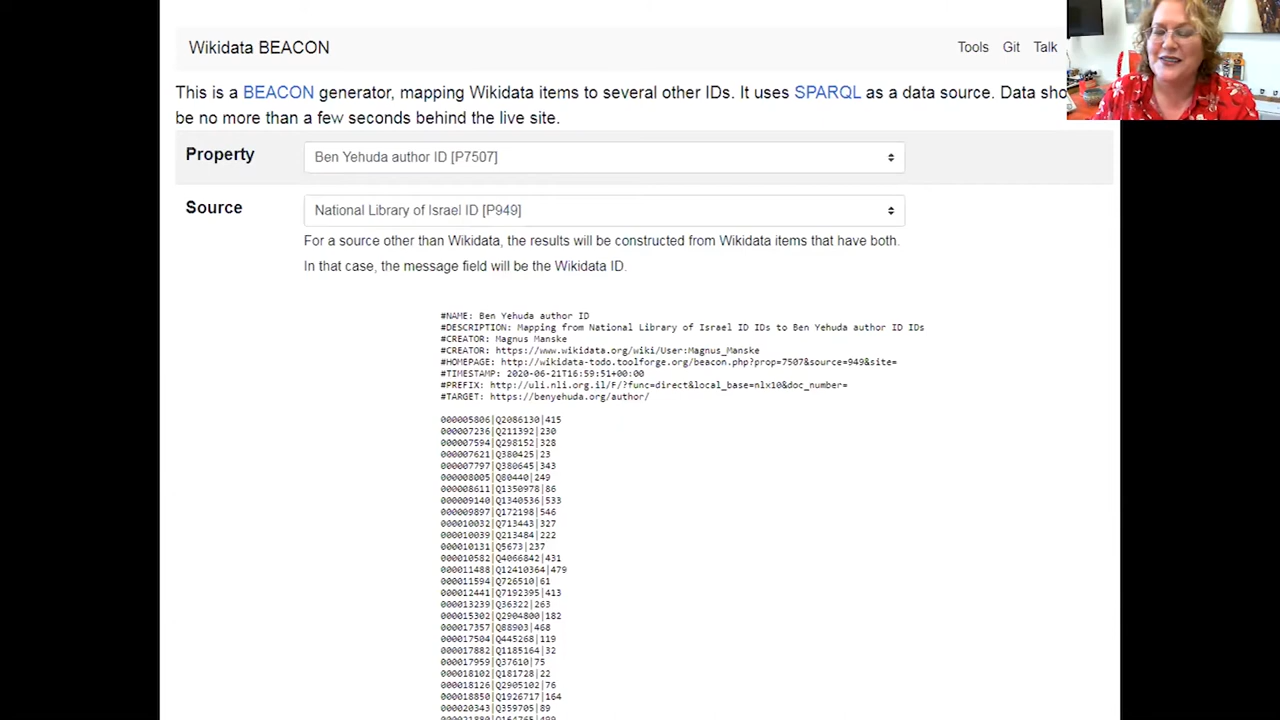 Wikidata BEACON
Tools Git Talk
This is a BEACON generator, mapping Wikidata items to several other IDs. It uses SPARQL as a data source. Data sho
be no more than a few seconds behind the live site.
Property
Ben Yehuda author ID [P7507]
Source
National Library of Israel ID [P949]
For a source other than Wikidata, the results will be constructed from Wikidata items that have both.
In that case, the message field will be the Wikidata ID.
#NAME: Ben Yehuda author ID
#DESCRIPTION: Mapping from National Library of Israel ID IDs to Ben Yehuda author ID IDs
#CREATOR: Magnus Manske
#CREATOR: https://www.wikidata.org/wiki/User:Magnus_Manske
#HOMEPAGE: http://wikidata-todo.toolforge.org/beacon.php?prop=7507&source=949&site=
#TIMESTAMP: 2020-06-21T16:59:51+00:00
#PREFIX: http://uli.nli.org.il/F/?func=direct&local_base=nlx10&doc_number=
#TARGET: https://benyehuda.org/author/
000005806|Q2086130|415
000007236|Q211392|230
000007594|Q298152|328
000007621|Q380425|23
000007797|Q380645|343
000008005|Q80440|249
000008611|Q1350978|86
000009140|Q1340536|533
000009897|Q172198|546
000010032|Q713443|327
000010039|Q213484|222
000010131|Q5673|237
000010582|Q4066842|431
000011488|Q12410364|479
000011594|Q726510|61
000012441|Q7192395|413
000013239|Q36322|263
000015302|Q2904800|182
000017357|Q88903|468
000017504|Q445268|119
000017882|Q1185164|32
000017959|Q37610|75
000018102|Q181728|22
000018126|Q2905102|76
000018850|Q1926717|164
000020343|Q359705|89